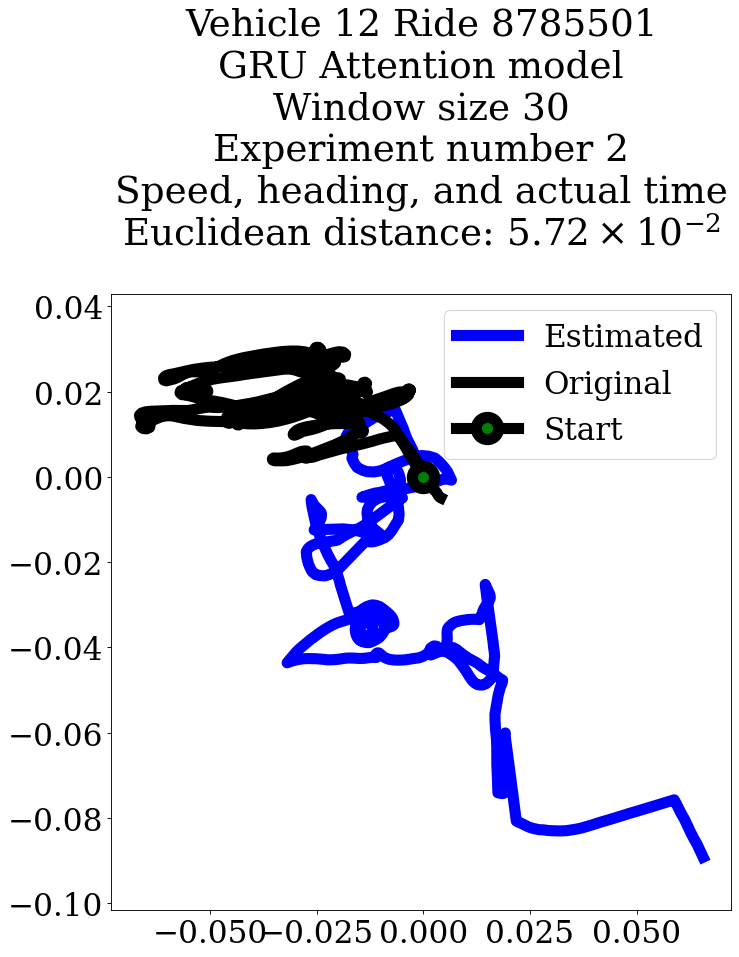 Vehicle 12 Ride 8785501
GRU Attention model
Window size 30
Experiment number 2
Speed, heading, and actual time
Euclidean distance: 5.72 × 10⁻²
Estimated
Original
Start
0.04
0.02
0.00
−0.02
−0.04
−0.06
−0.08
−0.10
−0.050 −0.025 0.000 0.025 0.050